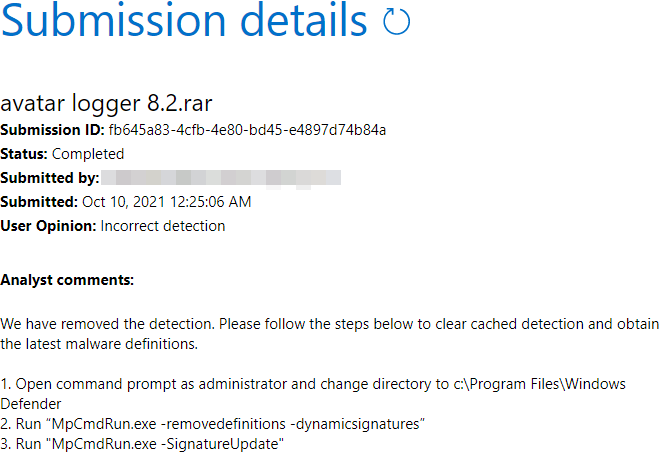 Submission details
avatar logger 8.2.rar
Submission ID: fb645a83-4cfb-4e80-bd45-e4897d74b84a
Status: Completed
Submitted by:
Submitted: Oct 10, 2021 12:25:06 AM
User Opinion: Incorrect detection
Analyst comments:
We have removed the detection. Please follow the steps below to clear cached detection and obtain
the latest malware definitions.
1. Open command prompt as administrator and change directory to c:\Program Files\Windows
Defender
2. Run “MpCmdRun.exe -removedefinitions -dynamicsignatures”
3. Run "MpCmdRun.exe -SignatureUpdate"